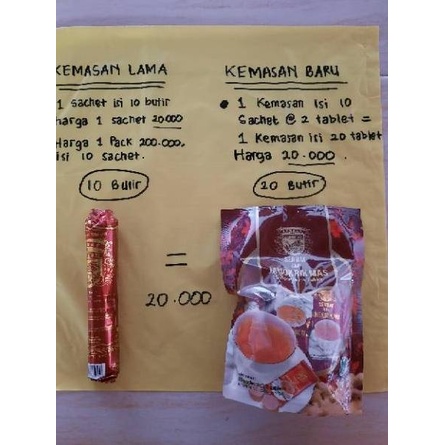 KEMASAN LAMA
1 sachet isi 10 butir
Harga 1 sachet 20.000
Harga 1 Pack 200.000,
isi 10 sachet.
10 Butir
KEMASAN BARU
1 Kemasan isi 10
Sachet @ 2 tablet =
1 Kemasan isi 20 tablet
Harga 20.000.
20 Butir
=
20.000